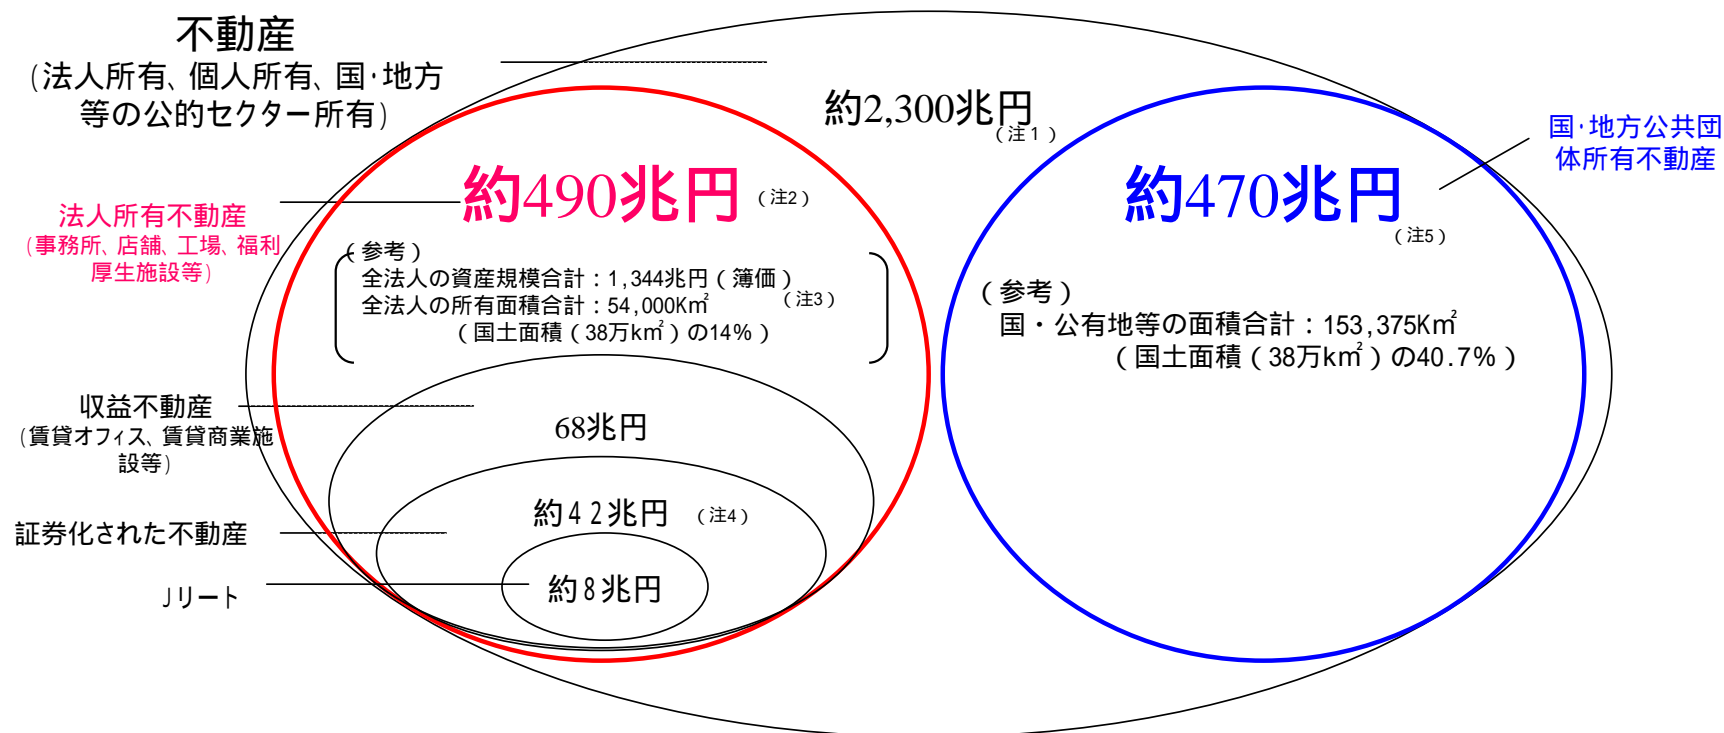 不動産
(法人所有、個人所有、国・地方
等の公的セクター所有)
約2,300兆円
(注1)
国・地方公共団
体所有不動産
約490兆円 (注2)
約470兆円
(注5)
法人所有不動産
(事務所、店舗、工場、福利
厚生施設等)
(参考)
全法人の資産規模合計:1,344兆円(簿価)
全法人の所有面積合計:54,000K㎡ (注3)
(国土面積(38万k㎡)の14%)
(参考)
国・公有地等の面積合計:153,375K㎡
(国土面積(38万k㎡)の40.7%)
収益不動産
(賃貸オフィス、賃貸商業施
設等)
68兆円
約42兆円 (注4)
証券化された不動産
約8兆円
Jリート